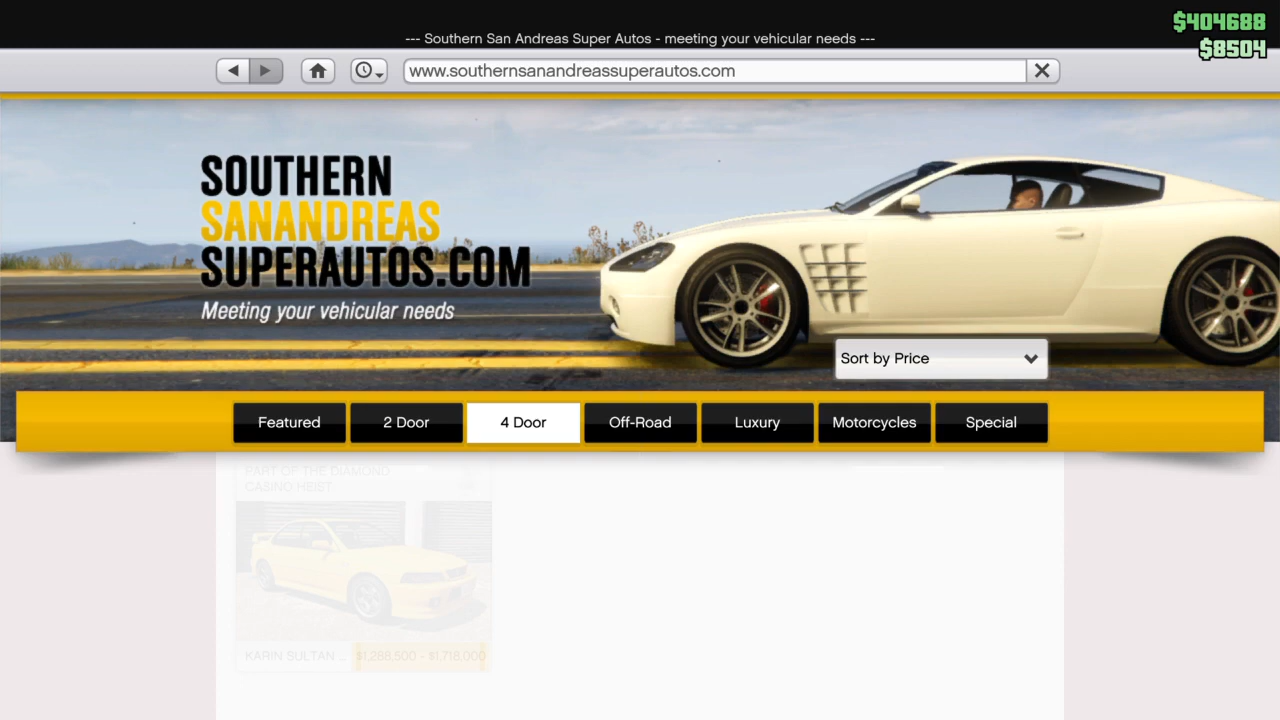 $404688
--- Southern San Andreas Super Autos - meeting your vehicular needs ---
$8504
www.southernsanandreassuperautos.com
SOUTHERN
SANANDREAS
SUPERAUTOS.COM
Meeting your vehicular needs
Sort by Price
Featured
2 Door
4 Door
Off-Road
Luxury
Motorcycles
Special
PART OF THE DIAMOND
CASINO HEIST
KARIN SULTAN ... $1,288,500 - $1,718,000